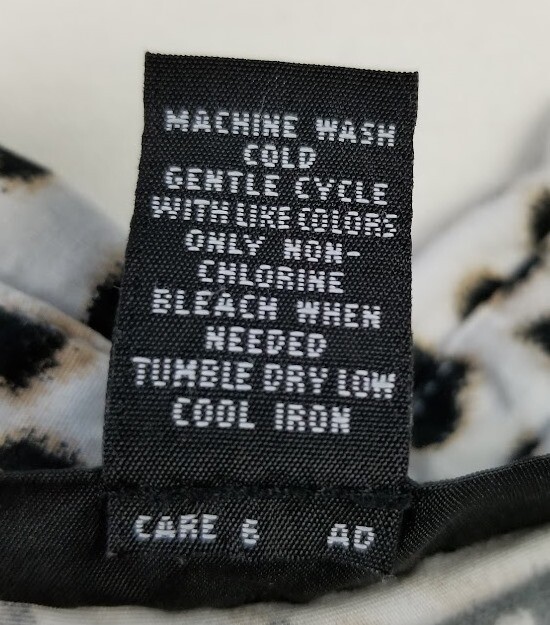 MACHINE WASH
COLD
GENTLE CYCLE
WITH LIKE COLORS
ONLY NON-
CHLORINE
BLEACH WHEN
NEEDED
TUMBLE DRY LOW
COOL IRON
CARE 6 AD